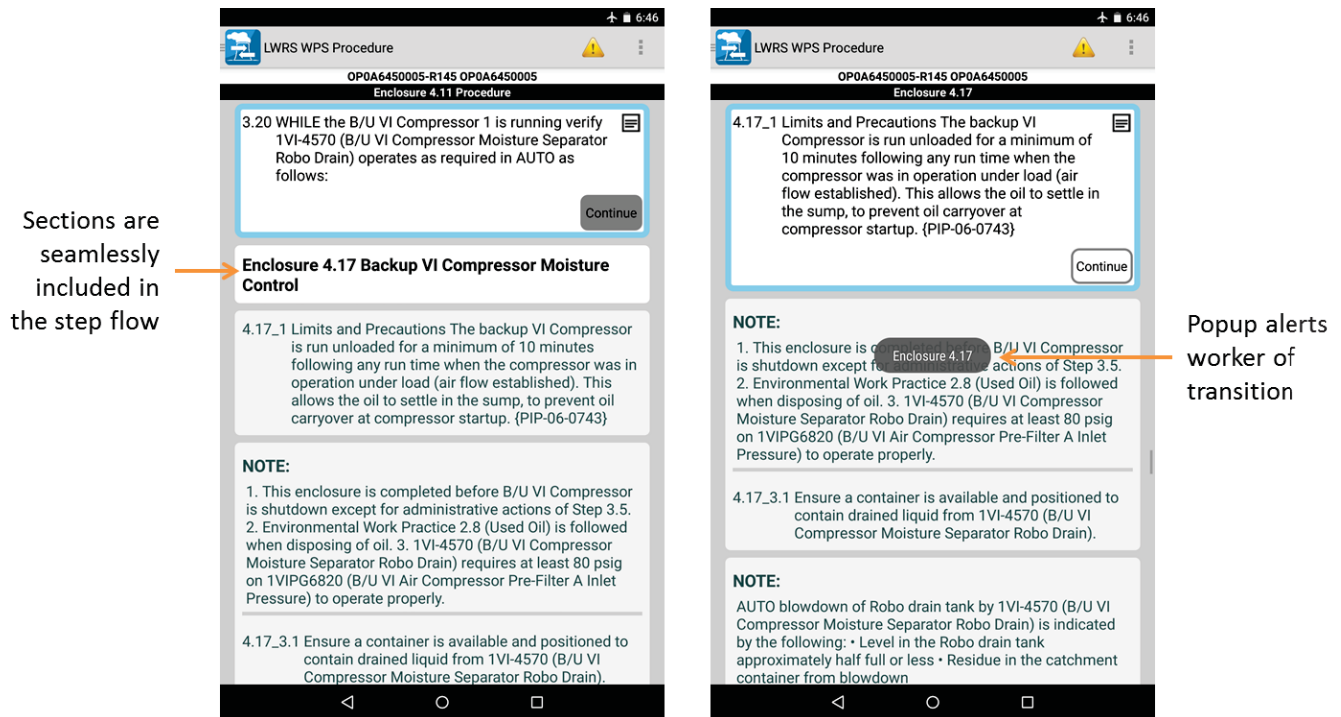 Sections are
seamlessly
included in
the step flow
6:46
LWRS WPS Procedure
OP0A6450005-R145 OP0A6450005
Enclosure 4.11 Procedure
3.20 WHILE the B/U VI Compressor 1 is running verify
1VI-4570 (B/U VI Compressor Moisture Separator
Robo Drain) operates as required in AUTO as
follows:
Continue
Enclosure 4.17 Backup VI Compressor Moisture
Control
4.17_1 Limits and Precautions The backup VI Compressor
is run unloaded for a minimum of 10 minutes
following any run time when the compressor was in
operation under load (air flow established). This
allows the oil to settle in the sump, to prevent oil
carryover at compressor startup. {PIP-06-0743}
NOTE:
1. This enclosure is completed before B/U VI Compressor
is shutdown except for administrative actions of Step 3.5.
2. Environmental Work Practice 2.8 (Used Oil) is followed
when disposing of oil. 3. 1VI-4570 (B/U VI Compressor
Moisture Separator Robo Drain) requires at least 80 psig
on 1VIPG6820 (B/U VI Air Compressor Pre-Filter A Inlet
Pressure) to operate properly.
4.17_3.1 Ensure a container is available and positioned to
contain drained liquid from 1VI-4570 (B/U VI
Compressor Moisture Separator Robo Drain).
6:46
LWRS WPS Procedure
OP0A6450005-R145 OP0A6450005
Enclosure 4.17
4.17_1 Limits and Precautions The backup VI
Compressor is run unloaded for a minimum of
10 minutes following any run time when the
compressor was in operation under load (air
flow established). This allows the oil to settle in
the sump, to prevent oil carryover at
compressor startup. {PIP-06-0743}
Continue
NOTE:
1. This enclosure is completed before B/U VI Compressor
is shutdown except for administrative actions of Step 3.5.
2. Environmental Work Practice 2.8 (Used Oil) is followed
when disposing of oil. 3. 1VI-4570 (B/U VI Compressor
Moisture Separator Robo Drain) requires at least 80 psig
on 1VIPG6820 (B/U VI Air Compressor Pre-Filter A Inlet
Pressure) to operate properly.
Enclosure 4.17
4.17_3.1 Ensure a container is available and positioned to
contain drained liquid from 1VI-4570 (B/U VI
Compressor Moisture Separator Robo Drain).
NOTE:
AUTO blowdown of Robo drain tank by 1VI-4570 (B/U VI
Compressor Moisture Separator Robo Drain) is indicated
by the following: • Level in the Robo drain tank
approximately half full or less • Residue in the catchment
container from blowdown
Popup alerts
worker of
transition